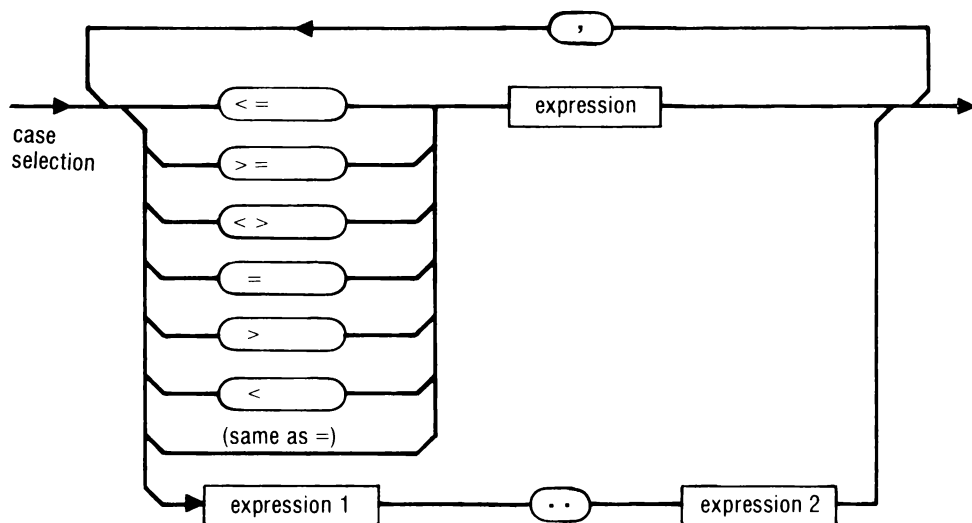 ,
< =
expression
case
selection
> =
< >
=
>
<
(same as =)
expression 1
. .
expression 2